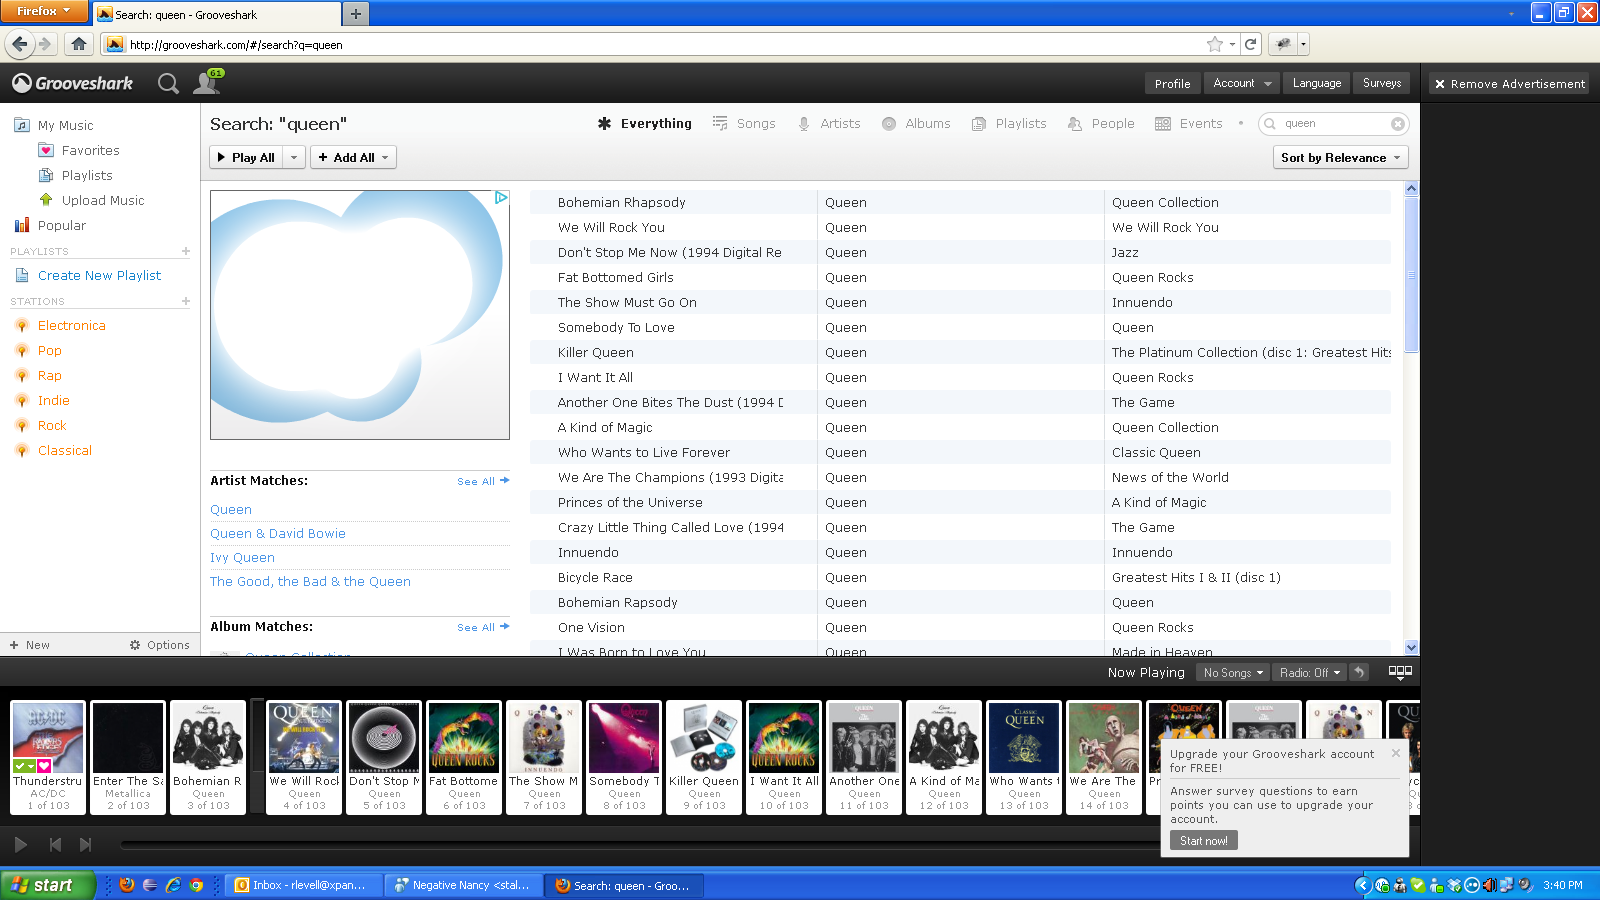 Firefox
Search: queen - Grooveshark
http://grooveshark.com/#/search?q=queen
Grooveshark
61
Profile
Account
Language
Surveys
Remove Advertisement
My Music
Favorites
Playlists
Upload Music
Popular
PLAYLISTS
Create New Playlist
STATIONS
Electronica
Pop
Rap
Indie
Rock
Classical
+ New
Options
Search: "queen"
Everything
Songs
Artists
Albums
Playlists
People
Events
queen
Play All
+ Add All
Sort by Relevance
Artist Matches:
See All
Queen
Queen & David Bowie
Ivy Queen
The Good, the Bad & the Queen
Album Matches:
See All
Queen Collection
Bohemian Rhapsody Queen Queen Collection
We Will Rock You Queen We Will Rock You
Don't Stop Me Now (1994 Digital Re Queen Jazz
Fat Bottomed Girls Queen Queen Rocks
The Show Must Go On Queen Innuendo
Somebody To Love Queen Queen
Killer Queen Queen The Platinum Collection (disc 1: Greatest Hits
I Want It All Queen Queen Rocks
Another One Bites The Dust (1994 D Queen The Game
A Kind of Magic Queen Queen Collection
Who Wants to Live Forever Queen Classic Queen
We Are The Champions (1993 Digita Queen News of the World
Princes of the Universe Queen A Kind of Magic
Crazy Little Thing Called Love (1994 Queen The Game
Innuendo Queen Innuendo
Bicycle Race Queen Greatest Hits I & II (disc 1)
Bohemian Rapsody Queen Queen
One Vision Queen Queen Rocks
I Was Born to Love You Queen Made in Heaven
Now Playing
No Songs
Radio: Off
Thunderstru
AC/DC
1 of 103
Enter The Sa
Metallica
2 of 103
Bohemian R
Queen
3 of 103
We Will Rock
Queen
4 of 103
Don't Stop M
Queen
5 of 103
Fat Bottome
Queen
6 of 103
The Show M
Queen
7 of 103
Somebody T
Queen
8 of 103
Killer Queen
Queen
9 of 103
I Want It All
Queen
10 of 103
Another One
Queen
11 of 103
A Kind of Ma
Queen
12 of 103
Who Wants t
Queen
13 of 103
We Are The
Queen
14 of 103
Upgrade your Grooveshark account
for FREE!
Answer survey questions to earn
points you can use to upgrade your
account.
Start now!
start
Inbox - rlevell@xpan...
Negative Nancy <stal...
Search: queen - Groo...
3:40 PM